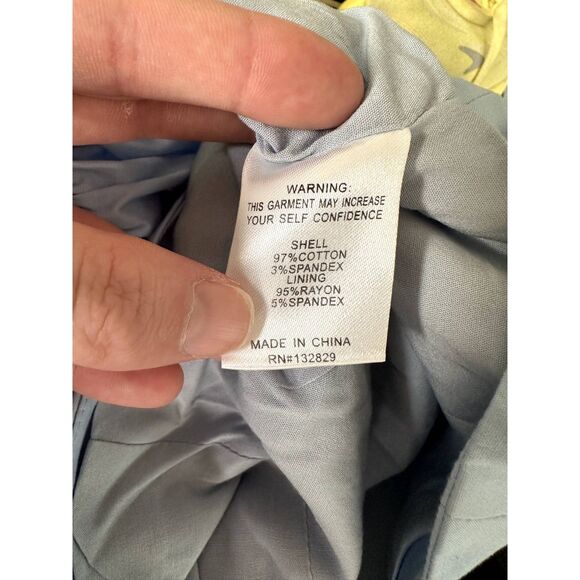 WARNING:
THIS GARMENT MAY INCREASE
YOUR SELF CONFIDENCE
SHELL
97%COTTON
3%SPANDEX
LINING
95%RAYON
5%SPANDEX
MADE IN CHINA
RN#132829